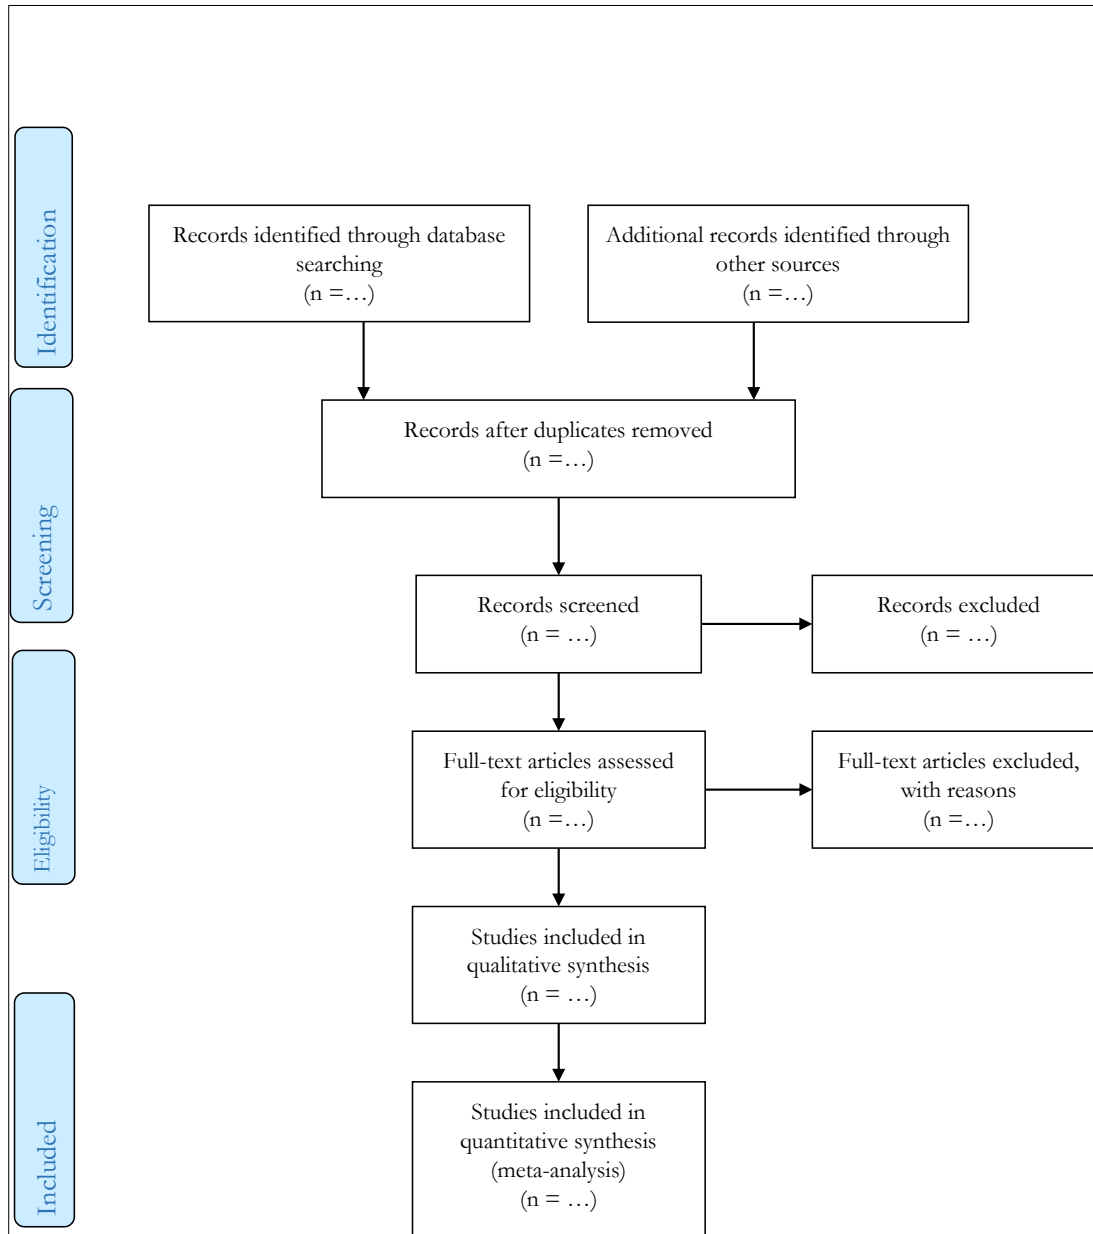 Identification
Records identified through database
searching
(n =…)
Additional records identified through
other sources
(n =…)
Screening
Records after duplicates removed
(n =…)
Records screened
(n = …)
Records excluded
(n = …)
Eligibility
Full-text articles assessed
for eligibility
(n =…)
Full-text articles excluded,
with reasons
(n =…)
Studies included in
qualitative synthesis
(n = …)
Included
Studies included in
quantitative synthesis
(meta-analysis)
(n = …)